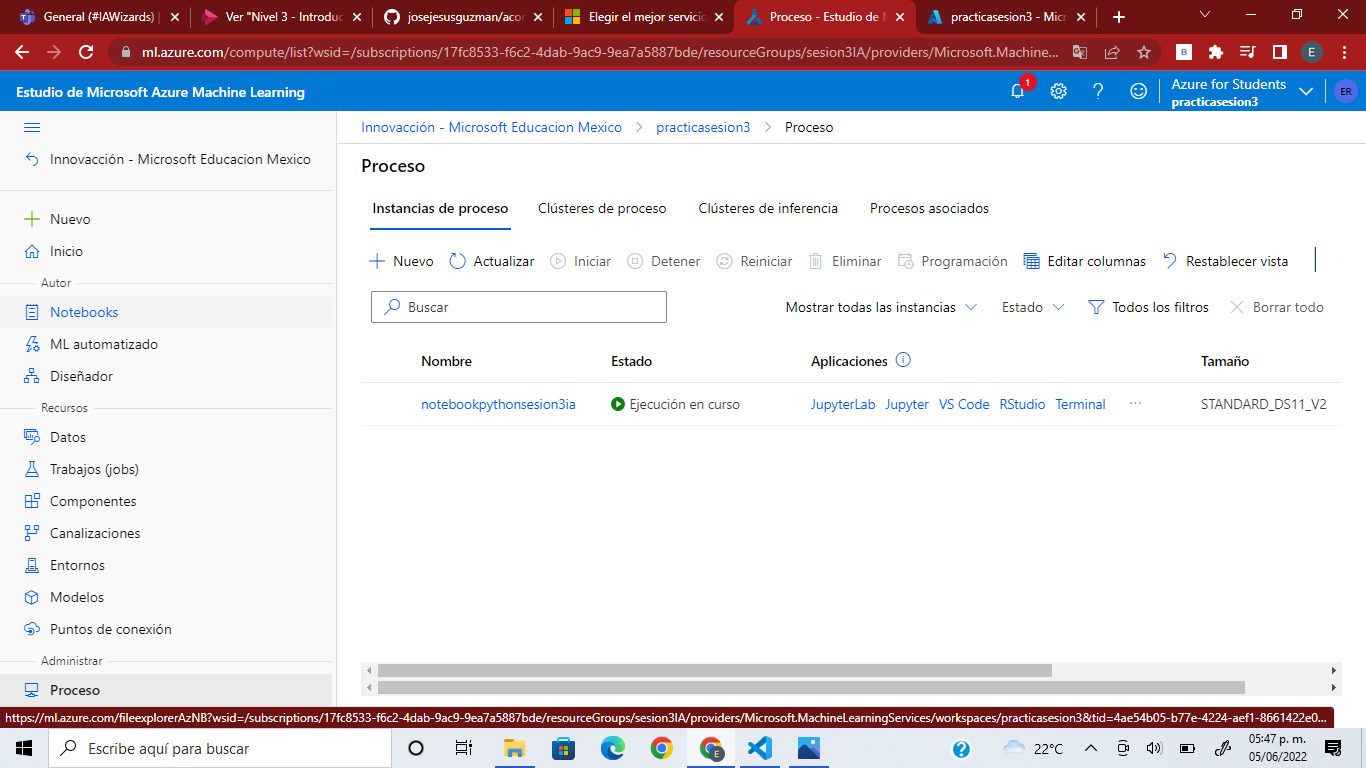 General (#IAWizards) |
Ver "Nivel 3 - Introduc
josejesusguzman/acor
Elegir el mejor servicio
Proceso - Estudio de M
practicasesion3 - Micr
ml.azure.com/compute/list?wsid=/subscriptions/17fc8533-f6c2-4dab-9ac9-9ea7a5887bde/resourceGroups/sesion3IA/providers/Microsoft.Machine...
B
E
Estudio de Microsoft Azure Machine Learning
1
Azure for Students
practicasesion3
ER
Innovacción - Microsoft Educacion Mexico
practicasesion3
Proceso
Innovacción - Microsoft Educacion Mexico
Nuevo
Inicio
Autor
Notebooks
ML automatizado
Diseñador
Recursos
Datos
Trabajos (jobs)
Componentes
Canalizaciones
Entornos
Modelos
Puntos de conexión
Administrar
Proceso
Proceso
Instancias de proceso
Clústeres de proceso
Clústeres de inferencia
Procesos asociados
Nuevo
Actualizar
Iniciar
Detener
Reiniciar
Eliminar
Programación
Editar columnas
Restablecer vista
Buscar
Mostrar todas las instancias
Estado
Todos los filtros
Borrar todo
Nombre
Estado
Aplicaciones
Tamaño
notebookpythonsesion3ia
Ejecución en curso
JupyterLab
Jupyter
VS Code
RStudio
Terminal
...
STANDARD_DS11_V2
https://ml.azure.com/fileexplorerAzNB?wsid=/subscriptions/17fc8533-f6c2-4dab-9ac9-9ea7a5887bde/resourceGroups/sesion3IA/providers/Microsoft.MachineLearningServices/workspaces/practicasesion3&tid=4ae54b05-b77e-4224-aef1-8661422e0...
Escribe aquí para buscar
E
22°C
05:47 p. m.
05/06/2022